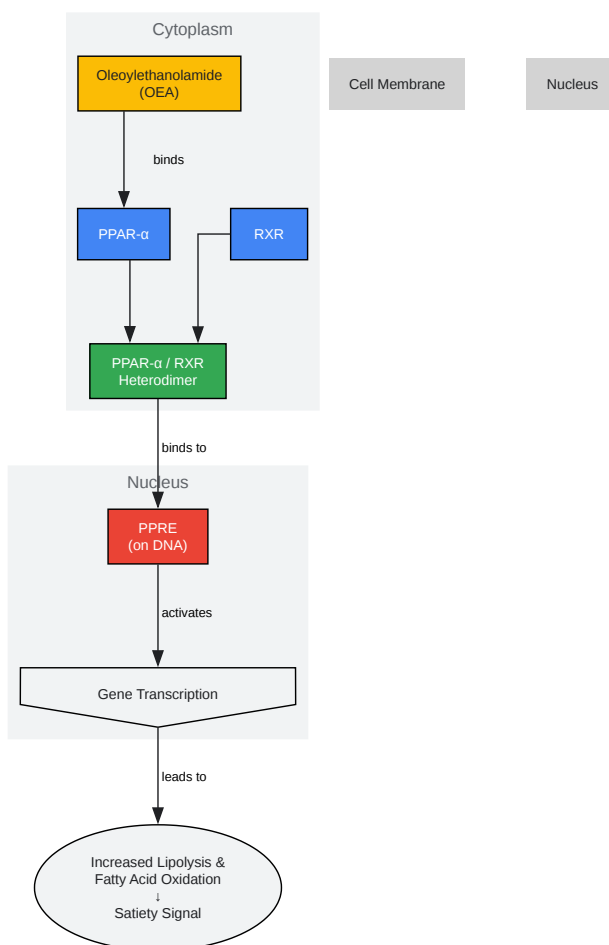 Cytoplasm
Oleoylethanolamide
(OEA)
Cell Membrane
Nucleus
binds
PPAR-α
RXR
PPAR-α / RXR
Heterodimer
binds to
Nucleus
PPRE
(on DNA)
activates
Gene Transcription
leads to
Increased Lipolysis &
Fatty Acid Oxidation
↓
Satiety Signal